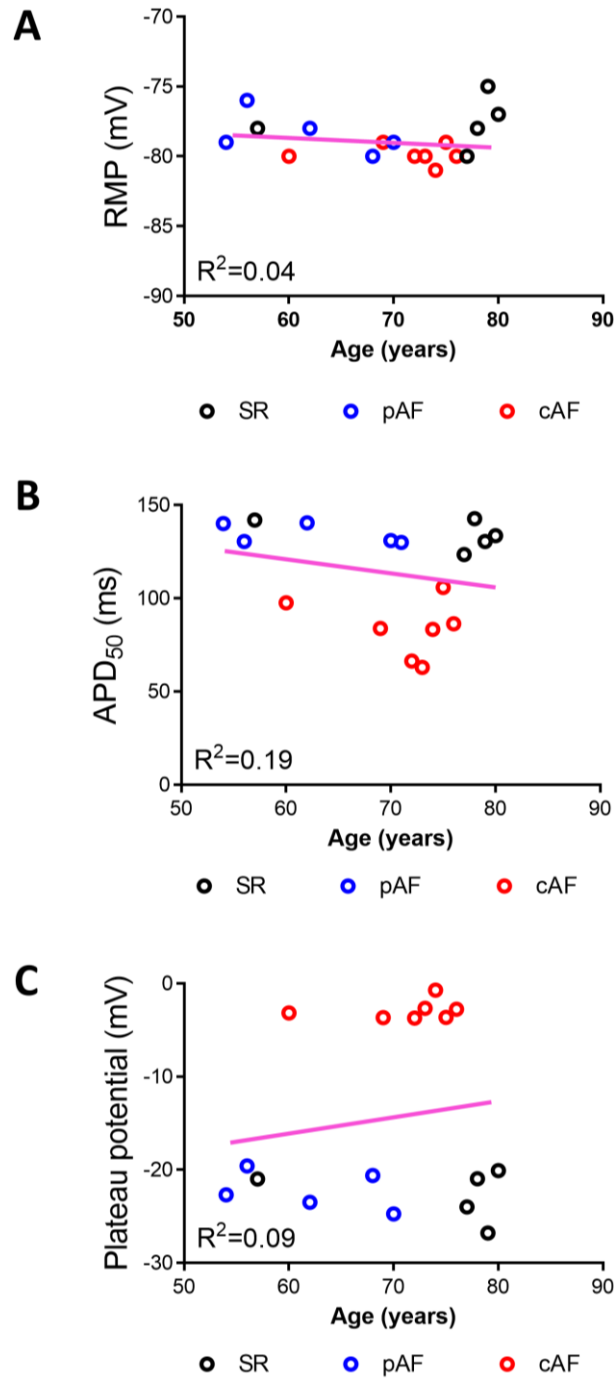 A
RMP (mV)
-70
-75
-80
-85
-90
R²=0.04
50 60 70 80 90
Age (years)
SR pAF cAF
B
APD₅₀ (ms)
150
100
50
0
R²=0.19
50 60 70 80 90
Age (years)
SR pAF cAF
C
Plateau potential (mV)
0
-10
-20
-30
R²=0.09
50 60 70 80 90
Age (years)
SR pAF cAF